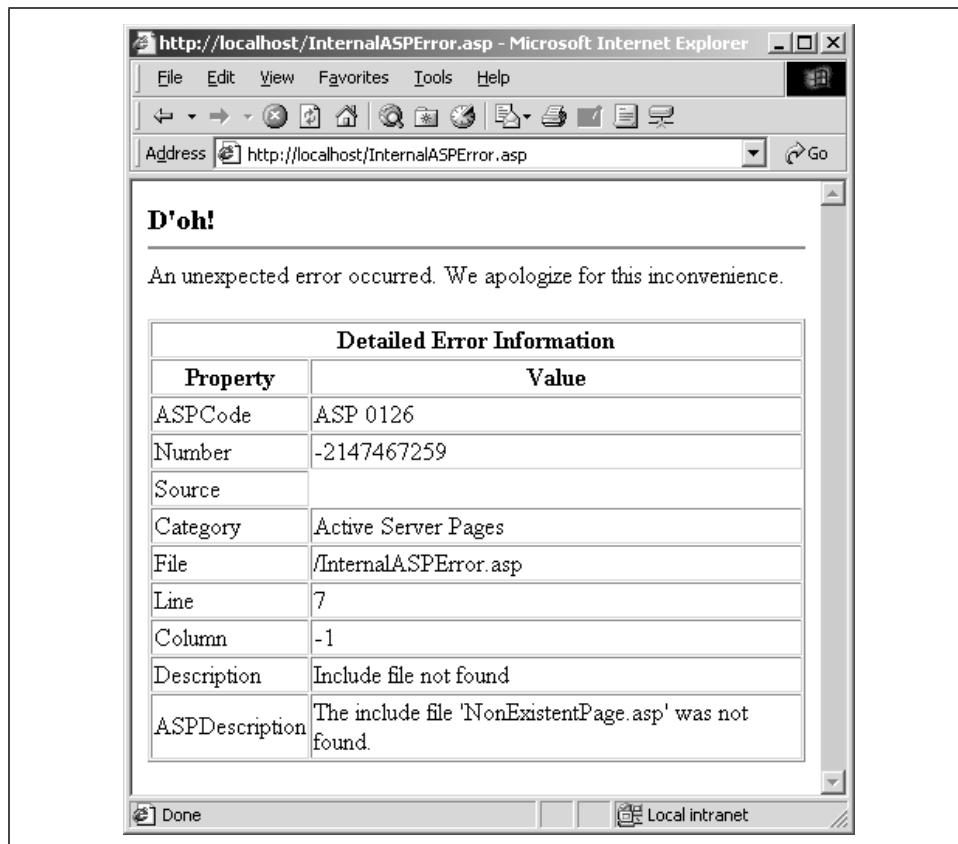 http://localhost/InternalASPError.asp - Microsoft Internet Explorer
File Edit View Favorites Tools Help
Address http://localhost/InternalASPError.asp Go
D'oh!
An unexpected error occurred. We apologize for this inconvenience.
Detailed Error Information
Property Value
ASPCode ASP 0126
Number -2147467259
Source
Category Active Server Pages
File /InternalASPError.asp
Line 7
Column -1
Description Include file not found
ASPDescription The include file 'NonExistentPage.asp' was not
found.
Done Local intranet